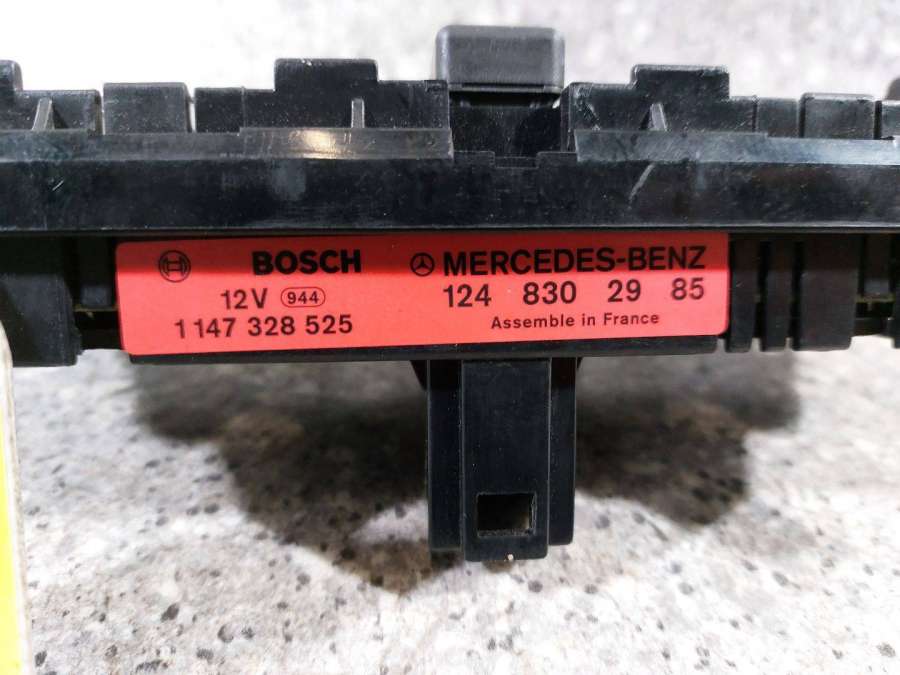 BOSCH MERCEDES-BENZ
12V 944 124 830 29 85
1 147 328 525 Assemble in France